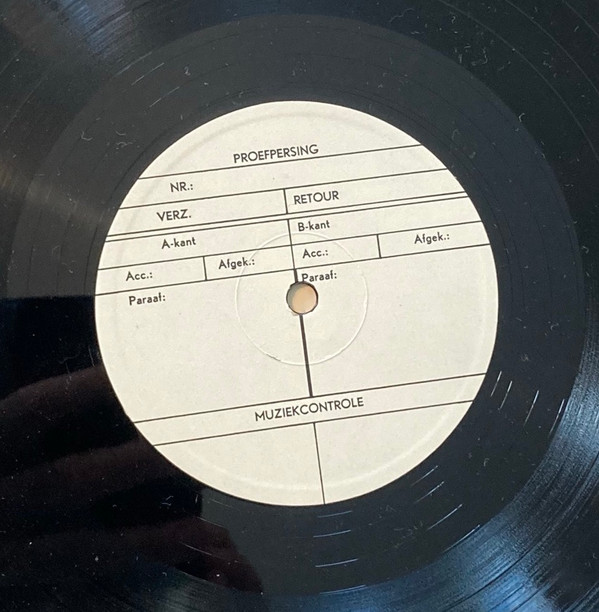 PROEFPERSING
NR.:
VERZ. RETOUR
A-kant B-kant
Acc.: Afgek.: Acc.: Afgek.:
Paraaf: Paraaf:
MUZIEKCONTROLE